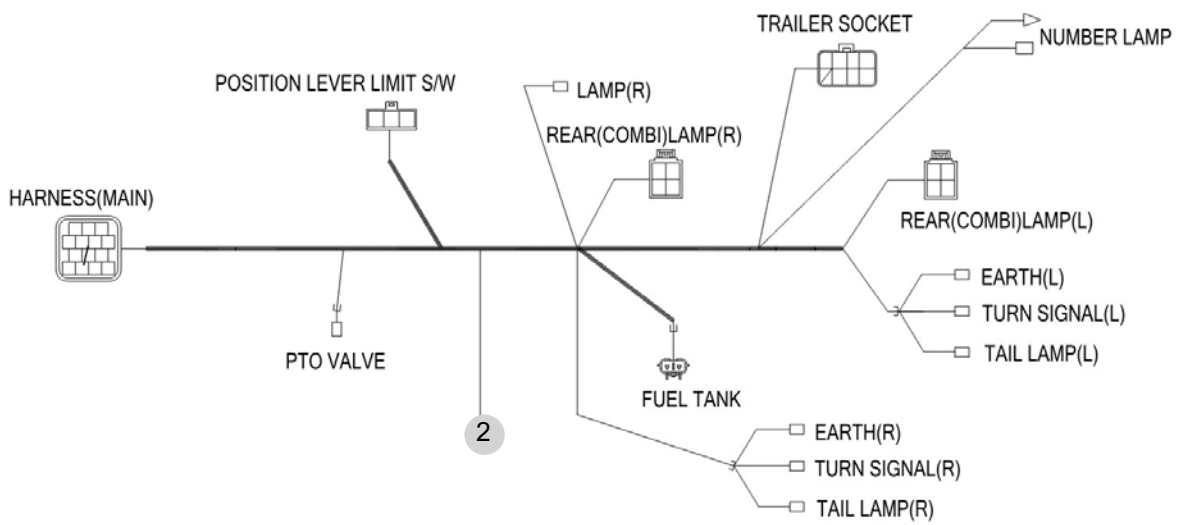 TRAILER SOCKET
NUMBER LAMP
POSITION LEVER LIMIT S/W
LAMP(R)
REAR(COMBI)LAMP(R)
HARNESS(MAIN)
REAR(COMBI)LAMP(L)
EARTH(L)
TURN SIGNAL(L)
TAIL LAMP(L)
PTO VALVE
FUEL TANK
2
EARTH(R)
TURN SIGNAL(R)
TAIL LAMP(R)